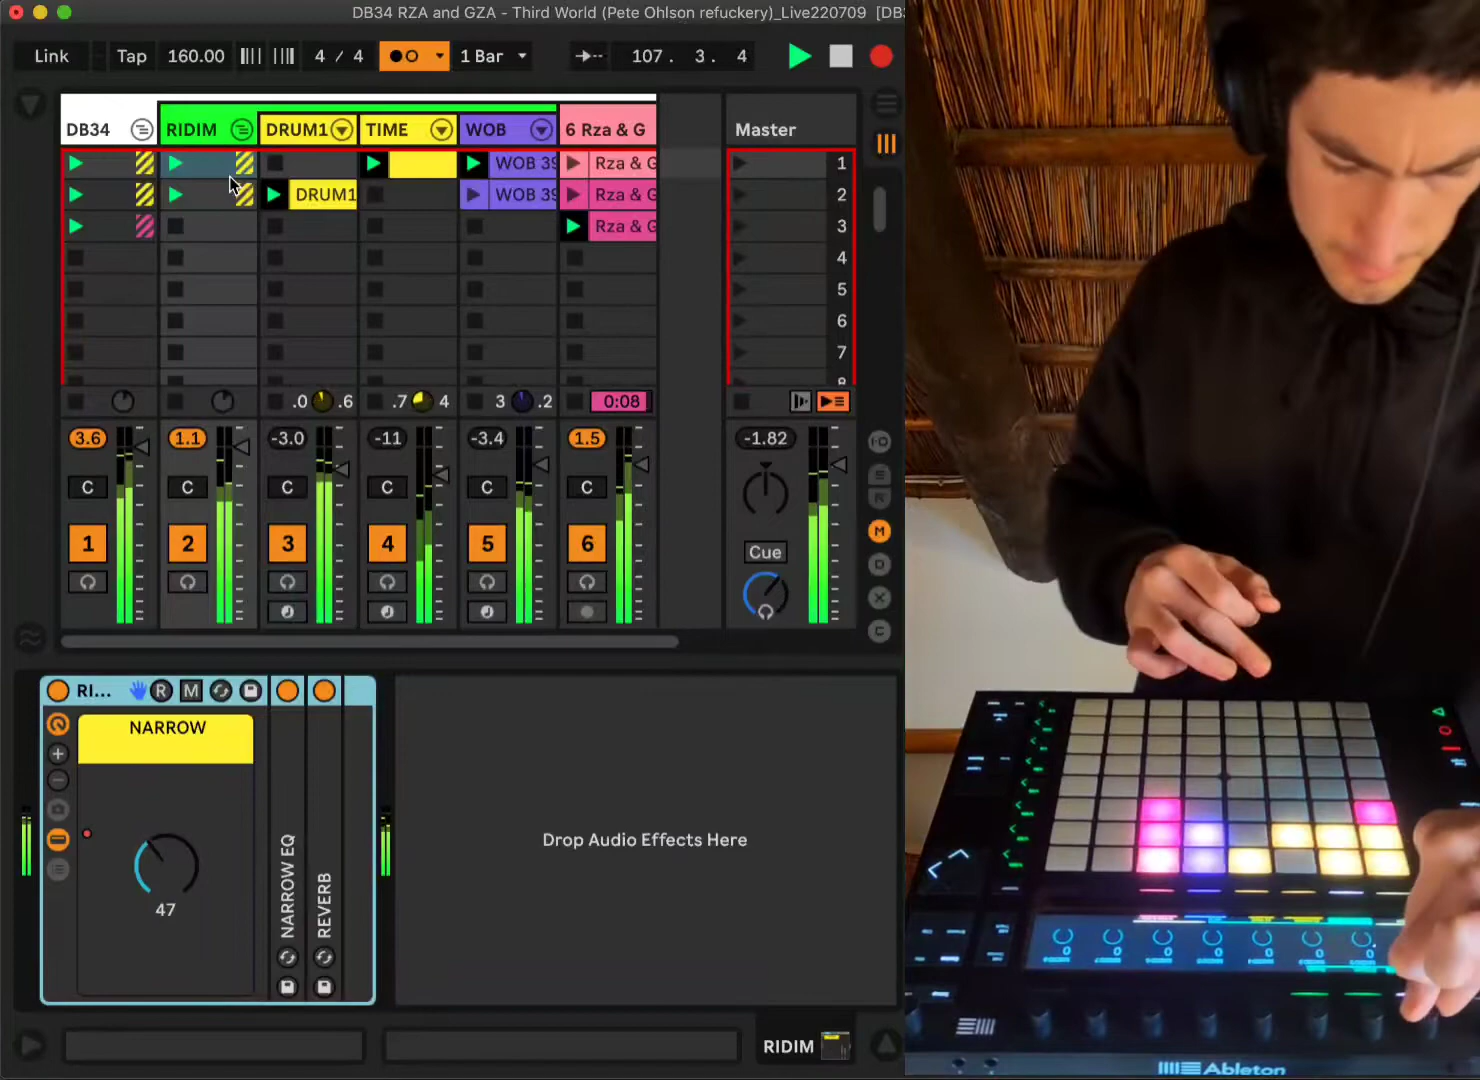 DB34 RZA and GZA - Third World (Pete Ohlson refuckery)_Live220709 [DB3
Link Tap 160.00 4 / 4 1 Bar 107. 3. 4
DB34 RIDIM DRUM1 TIME WOB 6 Rza & G Master
WOB 39 Rza & G 1
DRUM1 WOB 39 Rza & G 2
Rza & G 3
4
5
6
7
8
.0 .6 .7 4 3 .2 0:08
3.6 1.1 -3.0 -11 -3.4 1.5 -1.82
C C C C C C
1 2 3 4 5 6
Cue
I·O
S
R
M
D
X
C
RI... R M
NARROW
47
NARROW EQ
REVERB
Drop Audio Effects Here
RIDIM
Ableton